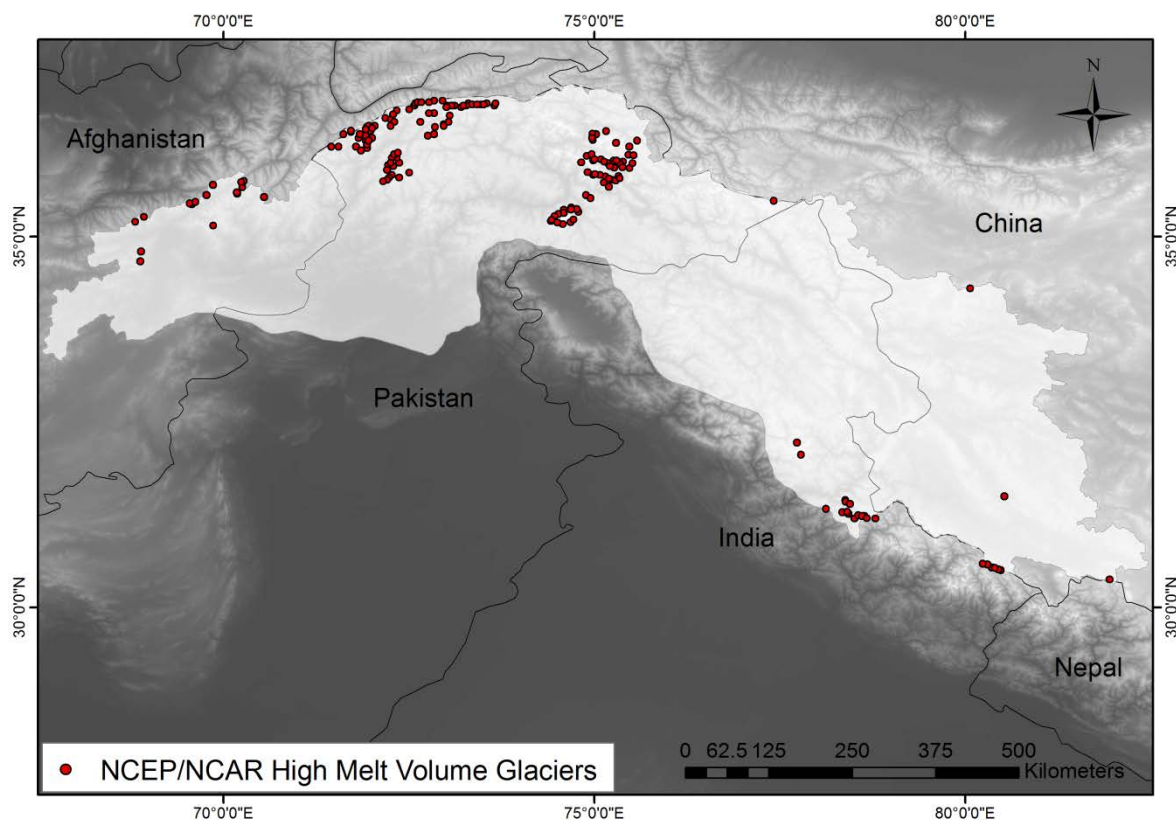 70°0'0"E 75°0'0"E 80°0'0"E
N
Afghanistan
35°0'0"N
China
35°0'0"N
Pakistan
India
30°0'0"N
30°0'0"N
Nepal
NCEP/NCAR High Melt Volume Glaciers
0 62.5 125 250 375 500
Kilometers
70°0'0"E 75°0'0"E 80°0'0"E